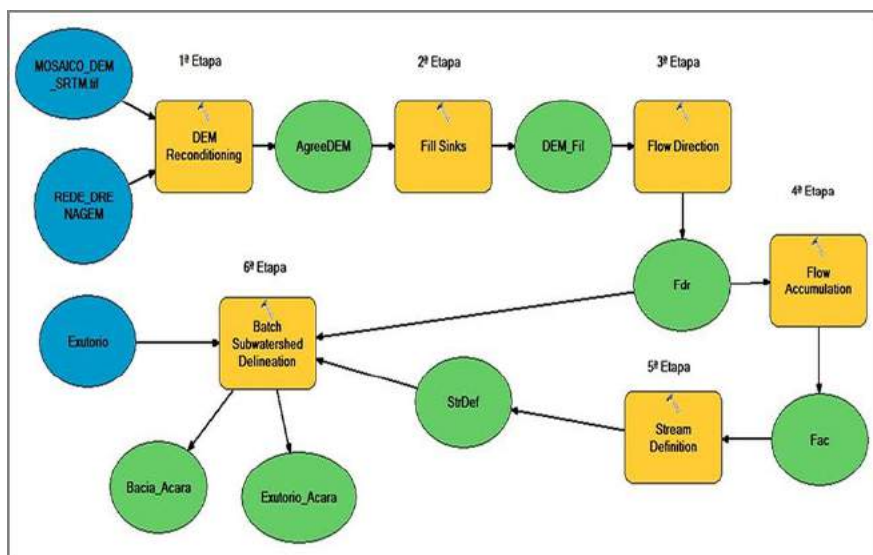 MOSAICO_DEM
_SRTM.tif
1ª Etapa
DEM
Reconditioning
REDE_DRE
NAGEM
AgreeDEM
2ª Etapa
Fill Sinks
DEM_Fil
3ª Etapa
Flow Direction
Fdr
4ª Etapa
Flow
Accumulation
Fac
5ª Etapa
Stream
Definition
StrDef
6ª Etapa
Batch
Subwatershed
Delineation
Exutorio
Bacia_Acara
Exutorio_Acara